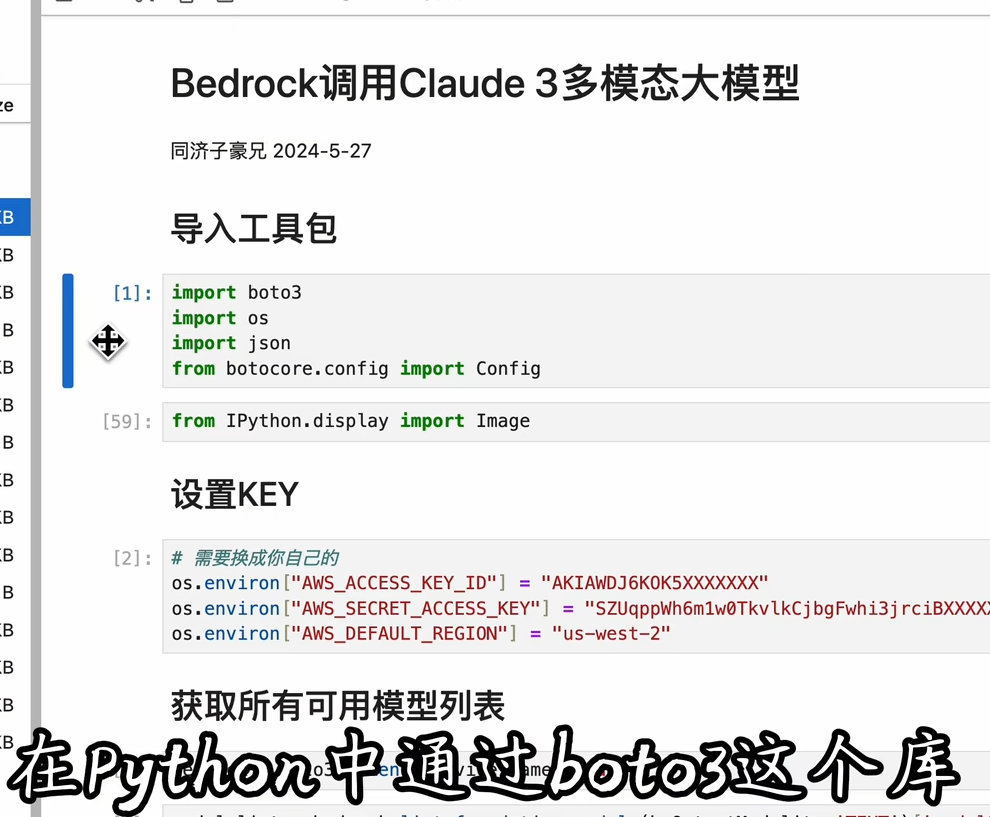 Bedrock调用Claude 3多模态大模型
同济子豪兄 2024-5-27
ze
导入工具包
KB
KB
[1]:
import boto3
KB
import os
B
import json
KB
from botocore.config import Config
KB
[59]:
from IPython.display import Image
B
KB
设置KEY
KB
[2]:
# 需要换成你自己的
KB
os.environ["AWS_ACCESS_KEY_ID"] = "AKIAWDJ6KOK5XXXXXXX"
B
os.environ["AWS_SECRET_ACCESS_KEY"] = "SZUqppWh6m1w0TkvlkCjbgFwhi3jrciBXXXXX
KB
os.environ["AWS_DEFAULT_REGION"] = "us-west-2"
KB
获取所有可用模型列表
KB
KB
在Python中通过boto3这个库